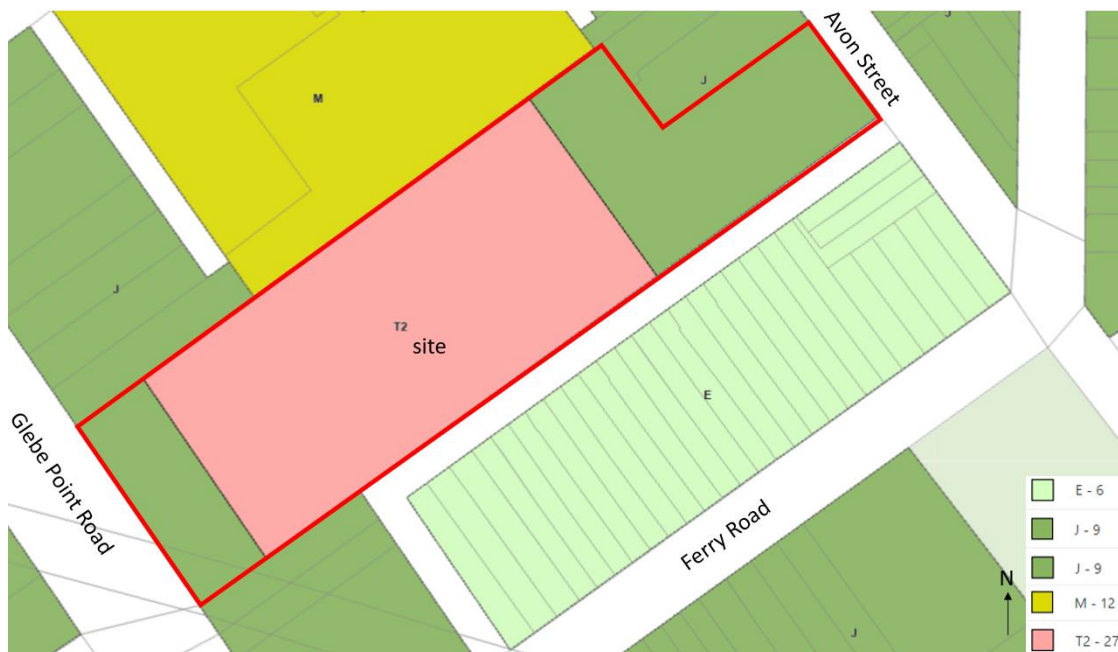 J
Avon Street
J
M
J
T2
site
E
Glebe Point Road
Ferry Road
J
N
E - 6
J - 9
J - 9
M - 12
T2 - 27